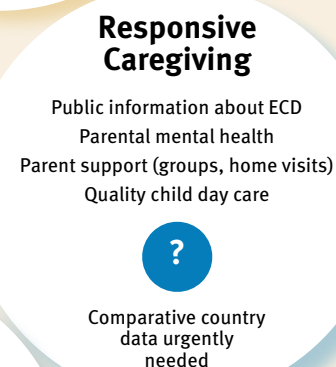 Responsive
Caregiving
Public information about ECD
Parental mental health
Parent support (groups, home visits)
Quality child day care
?
Comparative country
data urgently
needed